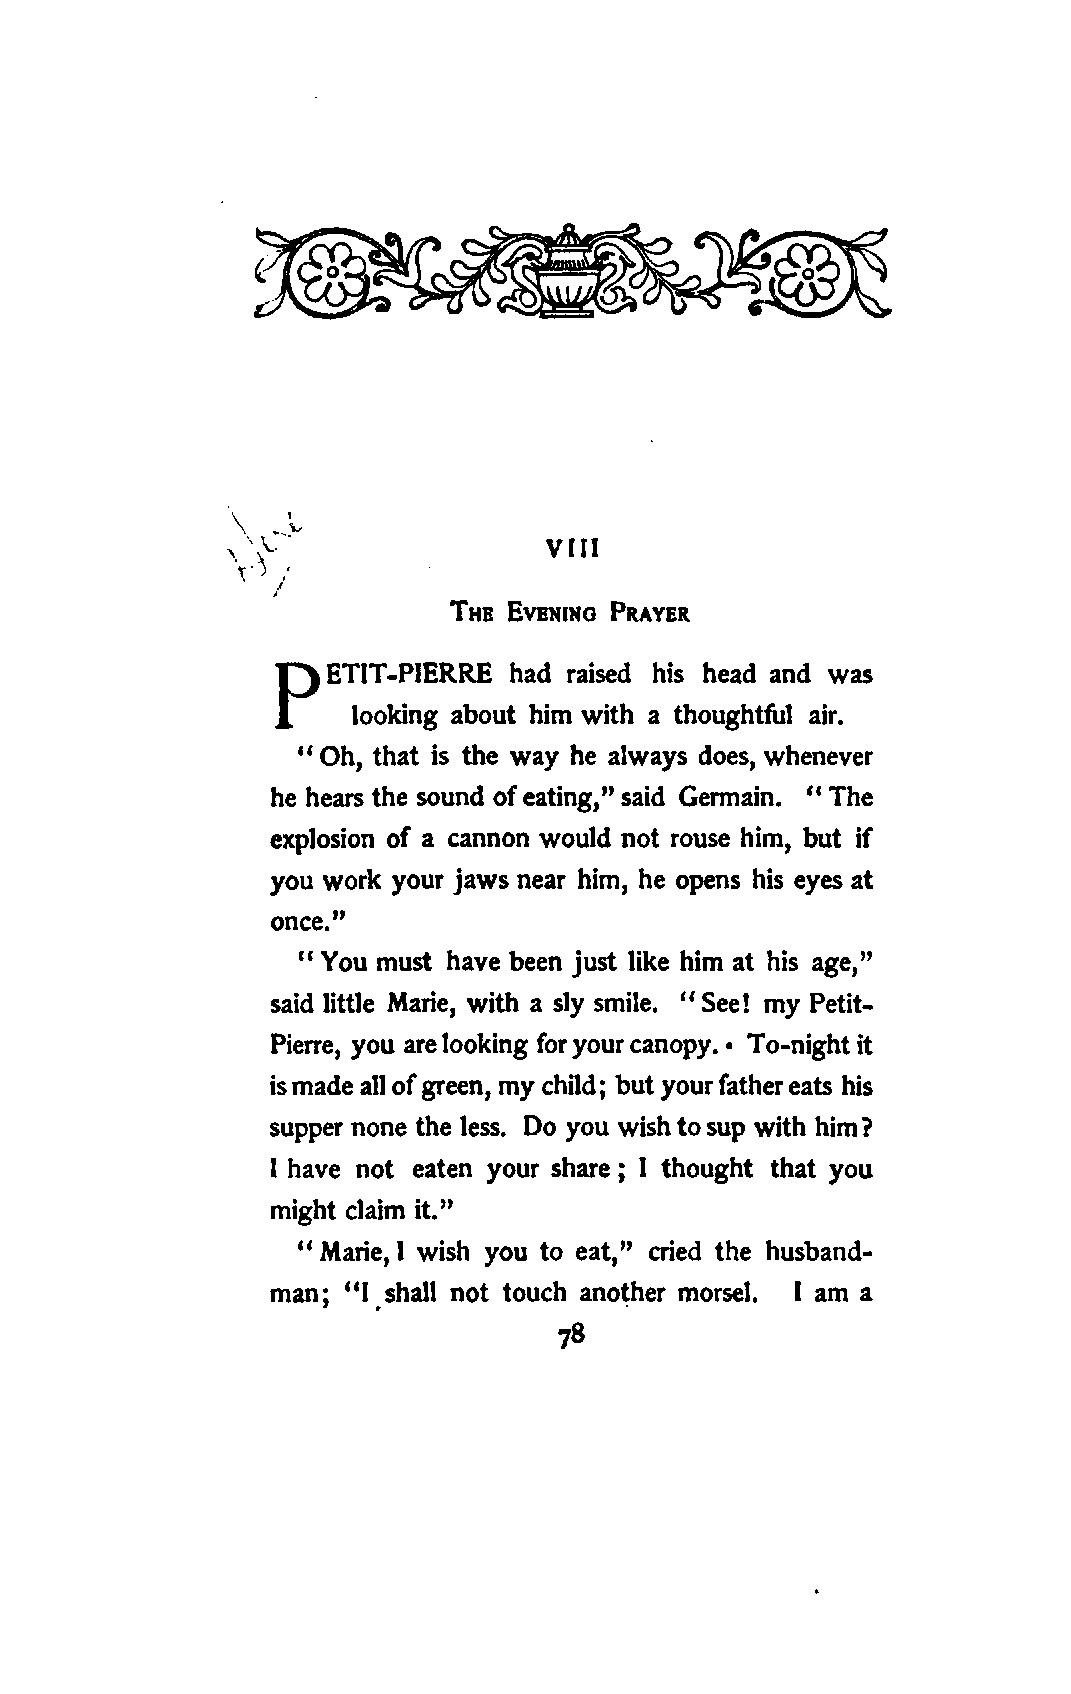 VIII
THE EVENING PRAYER
PETIT-PIERRE had raised his head and was
looking about him with a thoughtful air.
"Oh, that is the way he always does, whenever
he hears the sound of eating," said Germain. "The
explosion of a cannon would not rouse him, but if
you work your jaws near him, he opens his eyes at
once."
"You must have been just like him at his age,"
said little Marie, with a sly smile. "See! my Petit-
Pierre, you are looking for your canopy. To-night it
is made all of green, my child; but your father eats his
supper none the less. Do you wish to sup with him?
I have not eaten your share; I thought that you
might claim it."
"Marie, I wish you to eat," cried the husband-
man; "I shall not touch another morsel. I am a
78